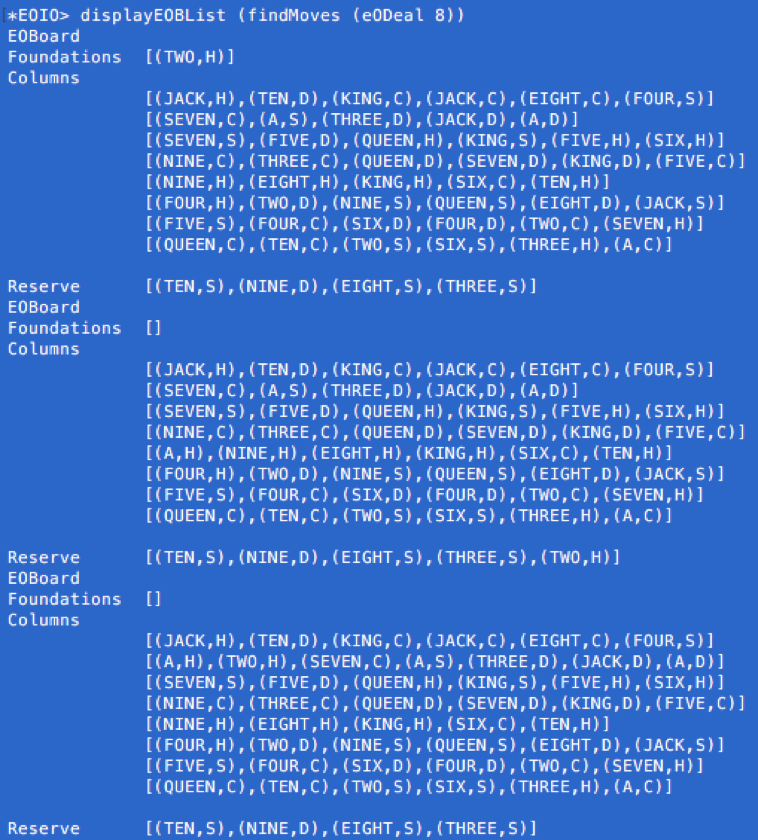 *EOIO> displayEOBList (findMoves (eODeal 8))
EOBoard
Foundations  [(TWO,H)]
Columns
[(JACK,H),(TEN,D),(KING,C),(JACK,C),(EIGHT,C),(FOUR,S)]
[(SEVEN,C),(A,S),(THREE,D),(JACK,D),(A,D)]
[(SEVEN,S),(FIVE,D),(QUEEN,H),(KING,S),(FIVE,H),(SIX,H)]
[(NINE,C),(THREE,C),(QUEEN,D),(SEVEN,D),(KING,D),(FIVE,C)]
[(NINE,H),(EIGHT,H),(KING,H),(SIX,C),(TEN,H)]
[(FOUR,H),(TWO,D),(NINE,S),(QUEEN,S),(EIGHT,D),(JACK,S)]
[(FIVE,S),(FOUR,C),(SIX,D),(FOUR,D),(TWO,C),(SEVEN,H)]
[(QUEEN,C),(TEN,C),(TWO,S),(SIX,S),(THREE,H),(A,C)]
Reserve  [(TEN,S),(NINE,D),(EIGHT,S),(THREE,S)]
EOBoard
Foundations  []
Columns
[(JACK,H),(TEN,D),(KING,C),(JACK,C),(EIGHT,C),(FOUR,S)]
[(SEVEN,C),(A,S),(THREE,D),(JACK,D),(A,D)]
[(SEVEN,S),(FIVE,D),(QUEEN,H),(KING,S),(FIVE,H),(SIX,H)]
[(NINE,C),(THREE,C),(QUEEN,D),(SEVEN,D),(KING,D),(FIVE,C)]
[(A,H),(NINE,H),(EIGHT,H),(KING,H),(SIX,C),(TEN,H)]
[(FOUR,H),(TWO,D),(NINE,S),(QUEEN,S),(EIGHT,D),(JACK,S)]
[(FIVE,S),(FOUR,C),(SIX,D),(FOUR,D),(TWO,C),(SEVEN,H)]
[(QUEEN,C),(TEN,C),(TWO,S),(SIX,S),(THREE,H),(A,C)]
Reserve  [(TEN,S),(NINE,D),(EIGHT,S),(THREE,S),(TWO,H)]
EOBoard
Foundations  []
Columns
[(JACK,H),(TEN,D),(KING,C),(JACK,C),(EIGHT,C),(FOUR,S)]
[(A,H),(TWO,H),(SEVEN,C),(A,S),(THREE,D),(JACK,D),(A,D)]
[(SEVEN,S),(FIVE,D),(QUEEN,H),(KING,S),(FIVE,H),(SIX,H)]
[(NINE,C),(THREE,C),(QUEEN,D),(SEVEN,D),(KING,D),(FIVE,C)]
[(NINE,H),(EIGHT,H),(KING,H),(SIX,C),(TEN,H)]
[(FOUR,H),(TWO,D),(NINE,S),(QUEEN,S),(EIGHT,D),(JACK,S)]
[(FIVE,S),(FOUR,C),(SIX,D),(FOUR,D),(TWO,C),(SEVEN,H)]
[(QUEEN,C),(TEN,C),(TWO,S),(SIX,S),(THREE,H),(A,C)]
Reserve  [(TEN,S),(NINE,D),(EIGHT,S),(THREE,S)]